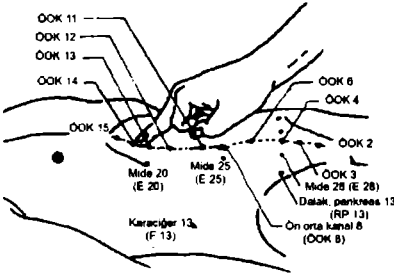 ÖOK 11
ÖOK 12
ÖOK 13
ÖOK 14
ÖOK 15
Mide 20
(E 20)
Mide 25
(E 25)
Karaciğer 13
(F 13)
ÖOK 6
ÖOK 4
ÖOK 2
ÖOK 3
Mide 28 (E 28)
Dalak, pankreas 13
(RP 13)
Ön orta kanal 8
(ÖOK 8)